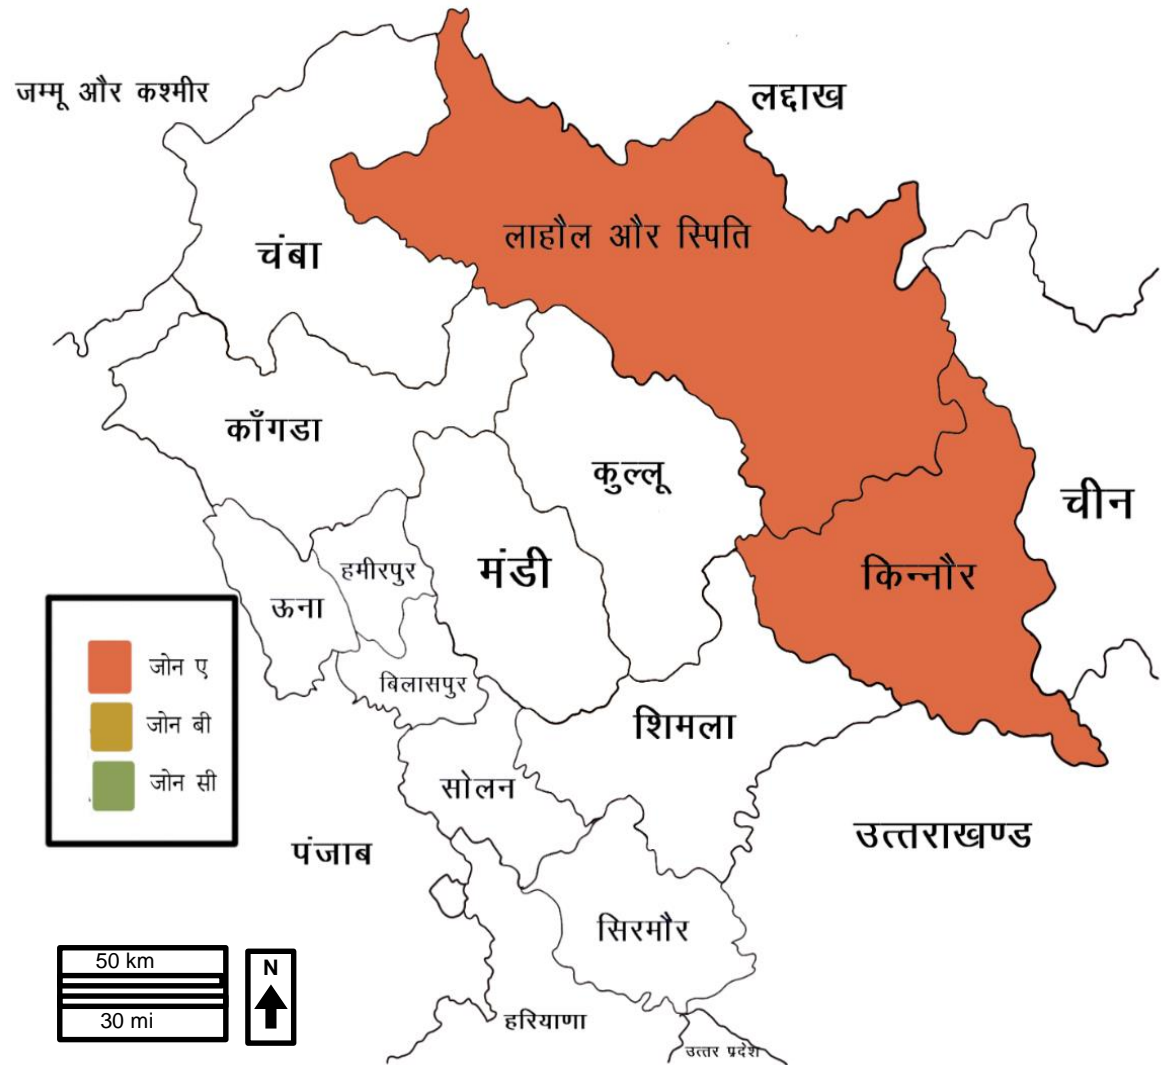 जम्मू और कश्मीर
लद्दाख
लाहौल और स्पिति
चंबा
काँगडा
कुल्लू
चीन
हमीरपुर
मंडी
किन्नौर
ऊना
बिलासपुर
शिमला
जोन ए
जोन बी
जोन सी
सोलन
पंजाब
उत्तराखण्ड
सिरमौर
50 km
30 mi
N
हरियाणा
उत्तर प्रदेश